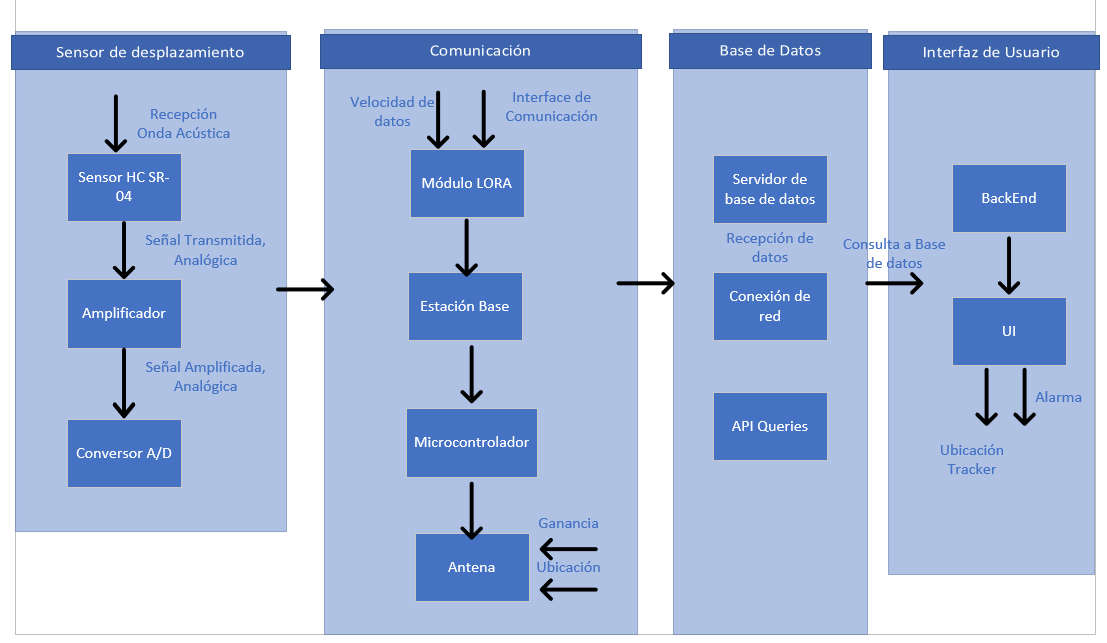 Sensor de desplazamiento
Recepción
Onda Acústica
Sensor HC SR-
04
Señal Transmitida,
Analógica
Amplificador
Señal Amplificada,
Analógica
Conversor A/D
Comunicación
Velocidad de
datos
Interface de
Comunicación
Módulo LORA
Estación Base
Microcontrolador
Ganancia
Ubicación
Antena
Base de Datos
Servidor de
base de datos
Recepción de
datos
Conexión de
red
API Queries
Consulta a Base
de datos
Interfaz de Usuario
BackEnd
UI
Alarma
Ubicación
Tracker